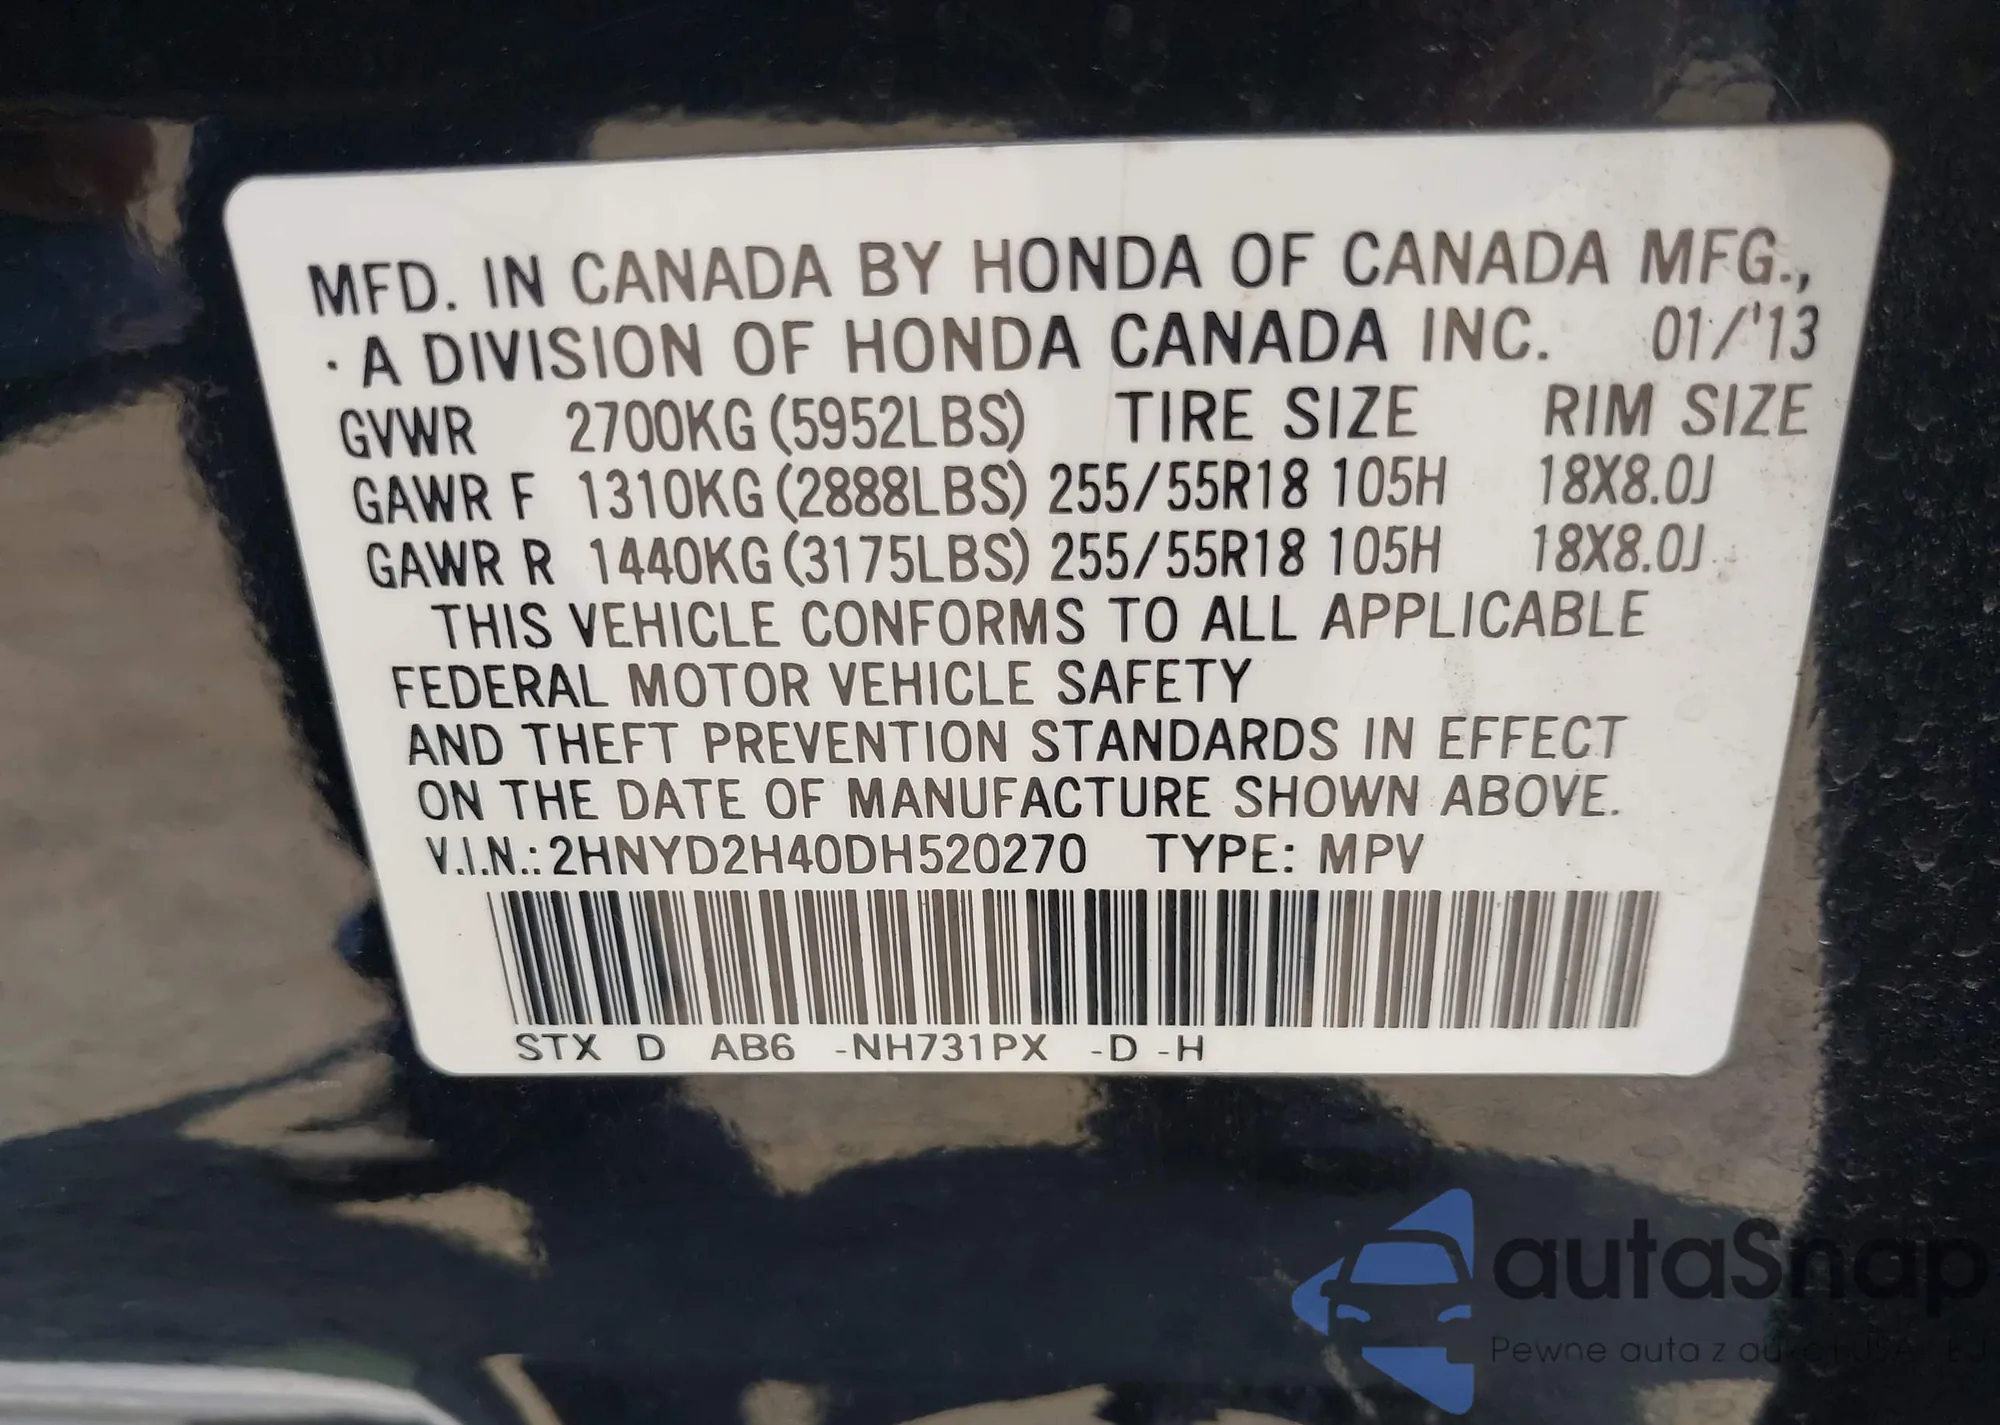 MFD. IN CANADA BY HONDA OF CANADA MFG.,
A DIVISION OF HONDA CANADA INC. 01/'13
GVWR 2700KG (5952LBS) TIRE SIZE RIM SIZE
GAWR F 1310KG (2888LBS) 255/55R18 105H 18X8.0J
GAWR R 1440KG (3175LBS) 255/55R18 105H 18X8.0J
THIS VEHICLE CONFORMS TO ALL APPLICABLE
FEDERAL MOTOR VEHICLE SAFETY
AND THEFT PREVENTION STANDARDS IN EFFECT
ON THE DATE OF MANUFACTURE SHOWN ABOVE.
V.I.N.: 2HNYD2H40DH520270 TYPE: MPV
STX D AB6 -NH731PX -D -H
autaSnap
Pewne auta z